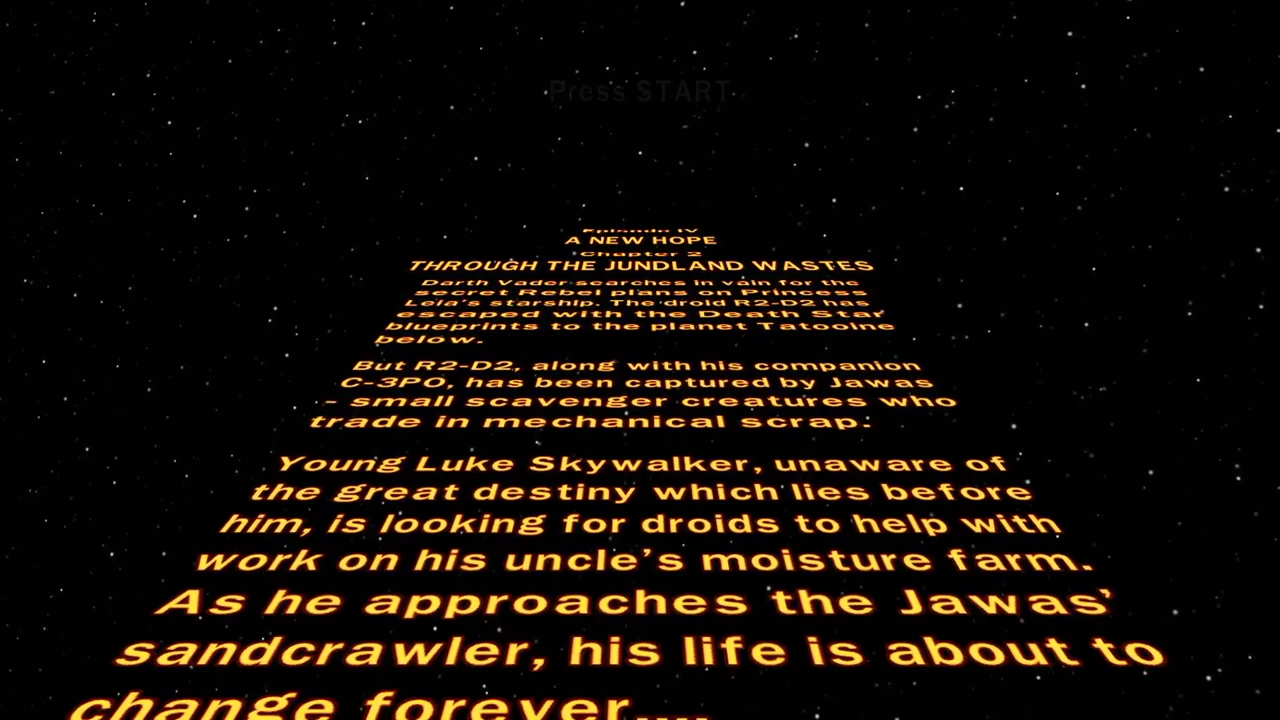 Press START
Episode IV
A NEW HOPE
Chapter 2
THROUGH THE JUNDLAND WASTES
Darth Vader searches in vain for the
secret Rebel plans on Princess
Leia's starship. The droid R2-D2 has
escaped with the Death Star
blueprints to the planet Tatooine
below.
But R2-D2, along with his companion
C-3PO, has been captured by Jawas
- small scavenger creatures who
trade in mechanical scrap.
Young Luke Skywalker, unaware of
the great destiny which lies before
him, is looking for droids to help with
work on his uncle’s moisture farm.
As he approaches the Jawas’
sandcrawler, his life is about to
change forever....